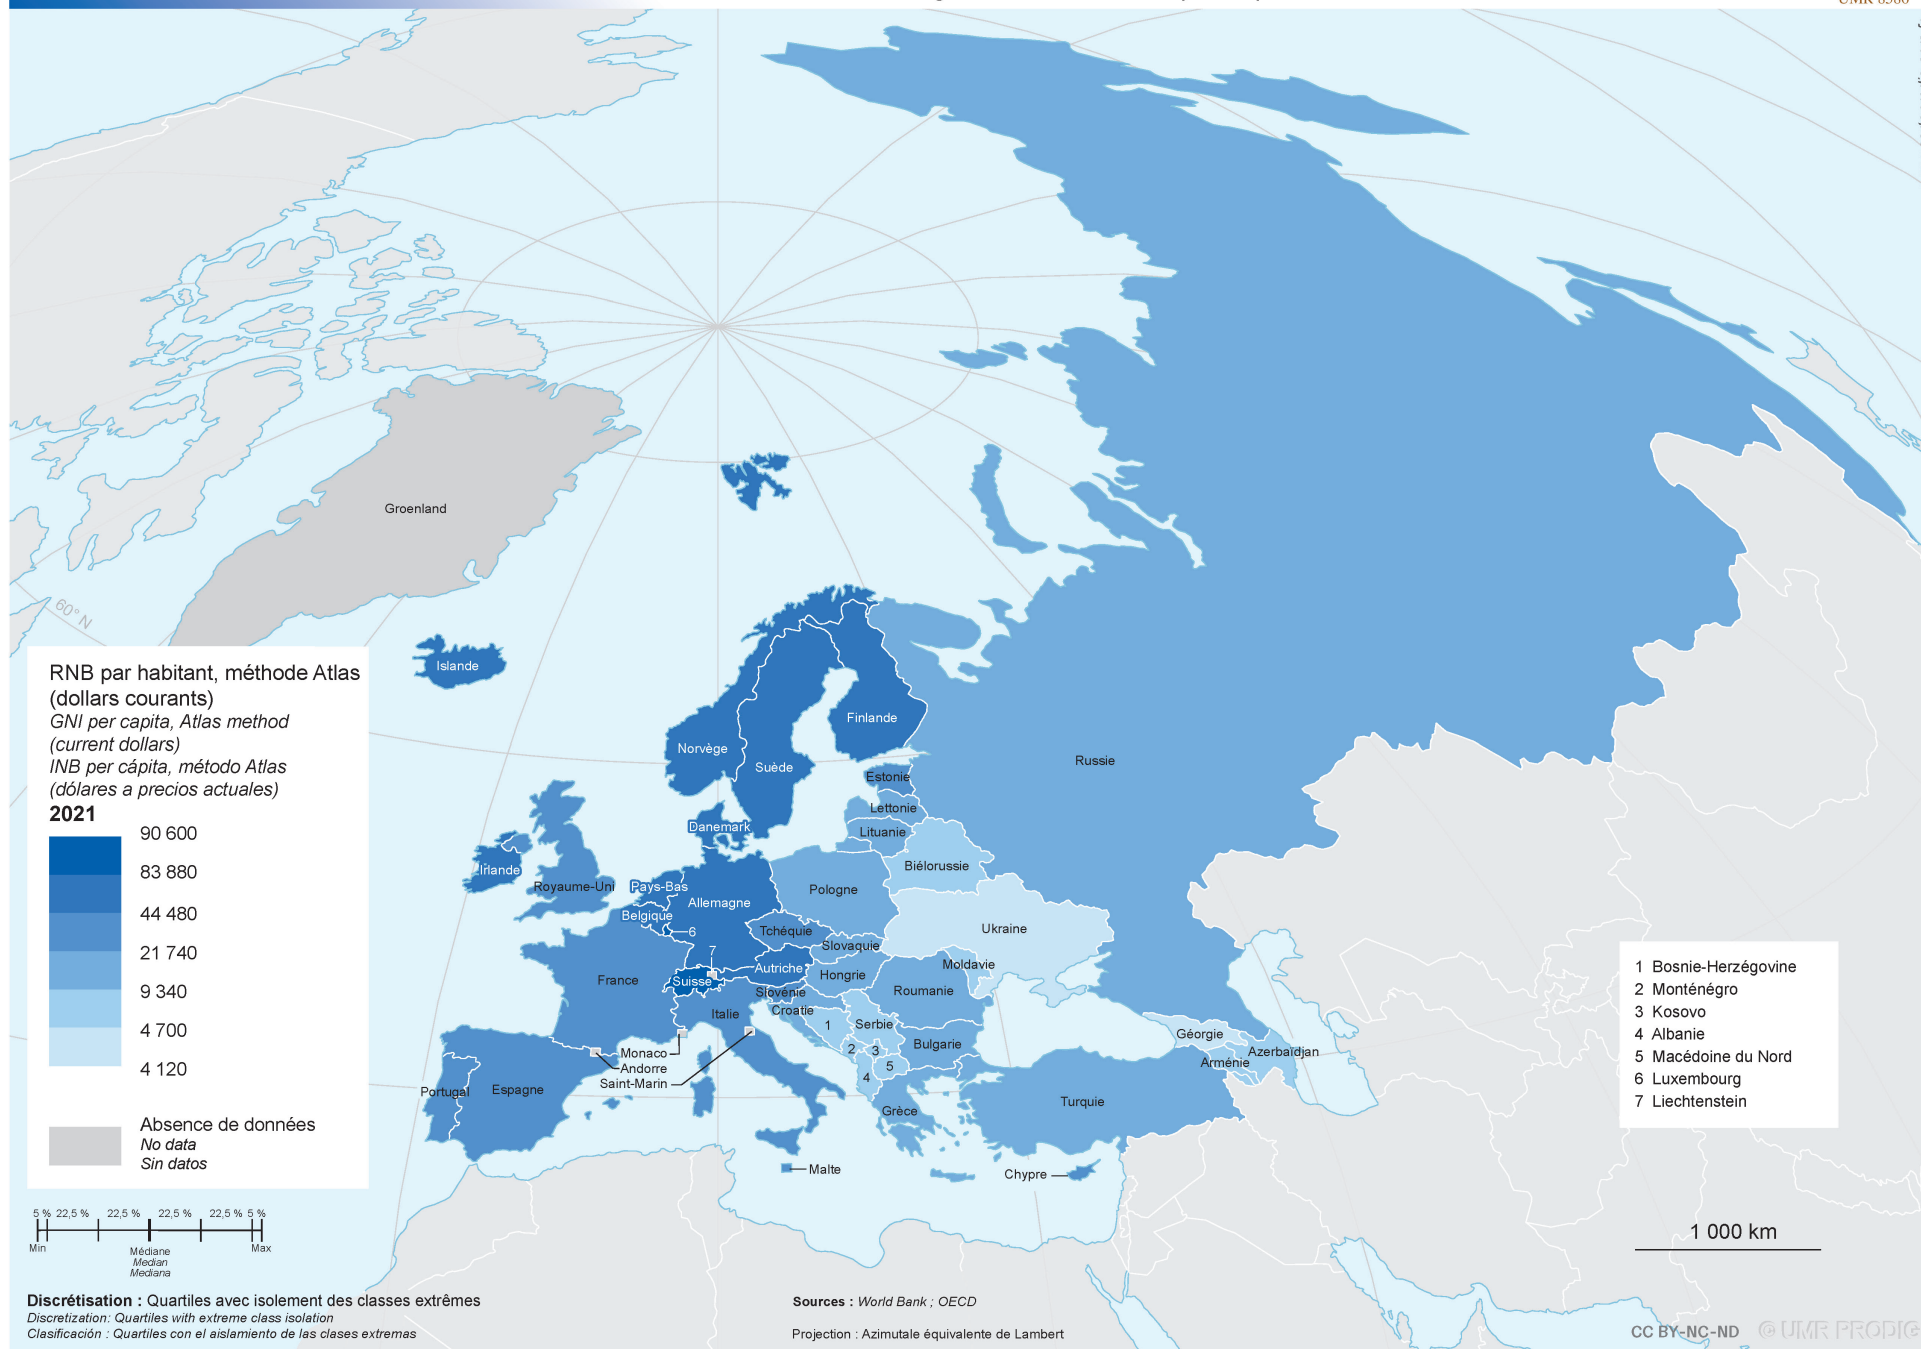 60° N
Groenland
Islande
Norvège
Suède
Finlande
Russie
Estonie
Lettonie
Lituanie
Danemark
Irlande
Royaume-Uni
Pays-Bas
Belgique
6
7
Allemagne
Pologne
Biélorussie
Ukraine
Tchéquie
Slovaquie
Moldavie
France
Suisse
Autriche
Hongrie
Roumanie
Slovénie
Croatie
Italie
1
Serbie
Bulgarie
2
3
4
5
Géorgie
Azerbaïdjan
Arménie
Monaco
Andorre
Saint-Marin
Portugal
Espagne
Grèce
Turquie
Malte
Chypre
RNB par habitant, méthode Atlas
(dollars courants)
GNI per capita, Atlas method
(current dollars)
INB per cápita, método Atlas
(dólares a precios actuales)
2021
90 600
83 880
44 480
21 740
9 340
4 700
4 120
Absence de données
No data
Sin datos
5 % 22,5 % 22,5 % 22,5 % 22,5 % 5 %
Min Max
Médiane
Median
Mediana
1 Bosnie-Herzégovine
2 Monténégro
3 Kosovo
4 Albanie
5 Macédoine du Nord
6 Luxembourg
7 Liechtenstein
1 000 km
Discrétisation : Quartiles avec isolement des classes extrêmes
Discretization: Quartiles with extreme class isolation
Clasificación : Quartiles con el aislamiento de las clases extremas
Sources : World Bank ; OECD
Projection : Azimutale équivalente de Lambert
CC BY-NC-ND © UMR PRODIG